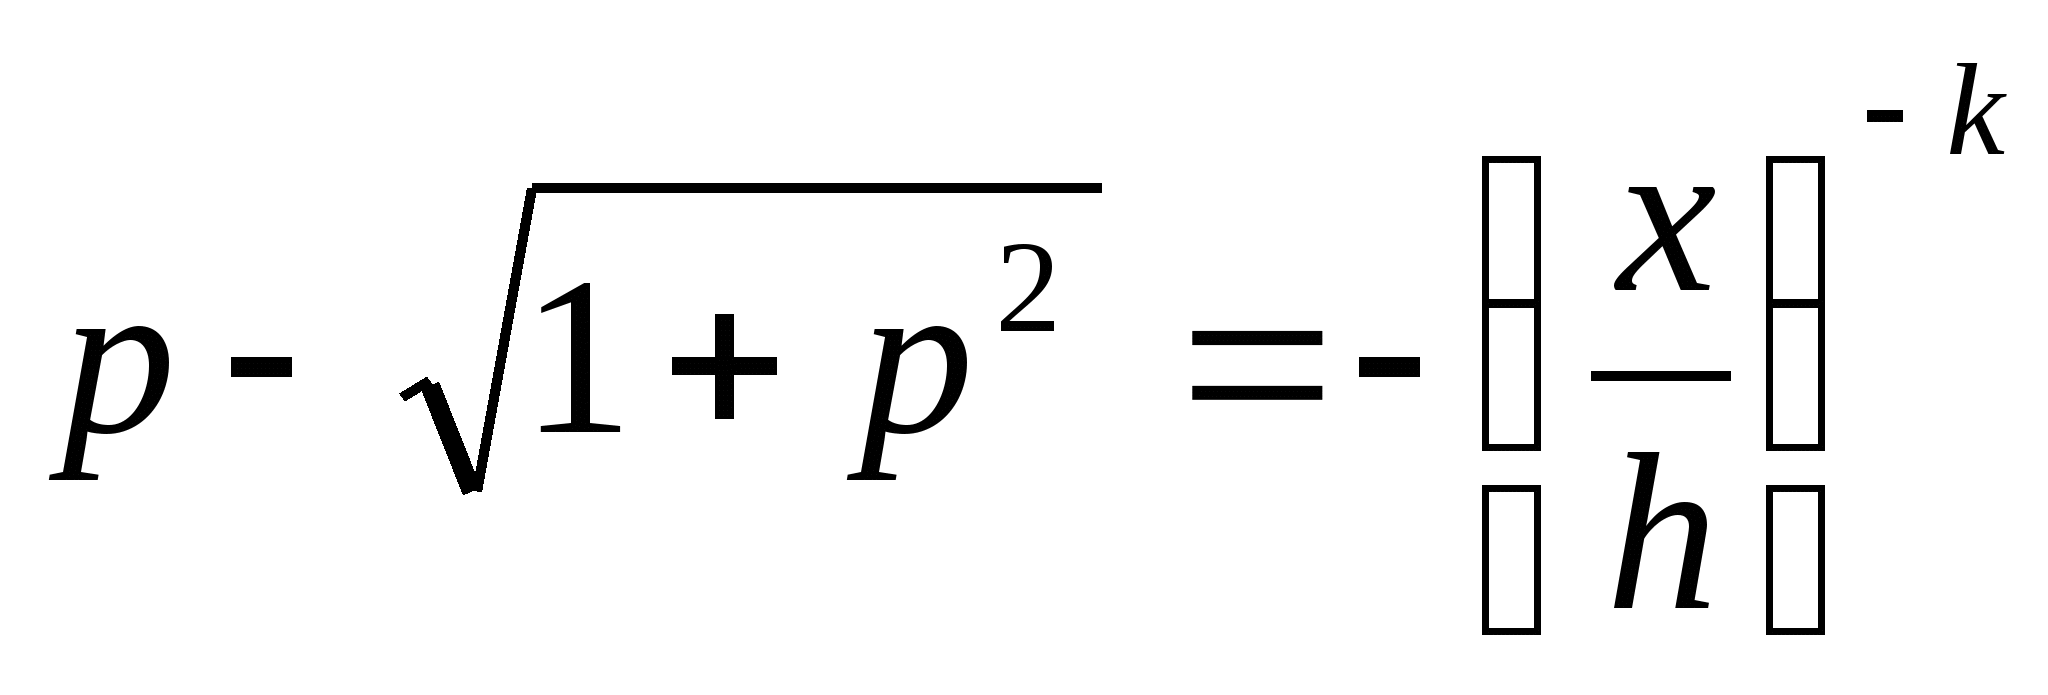 p - √(1 + p²) = - (x/h)^(- k)